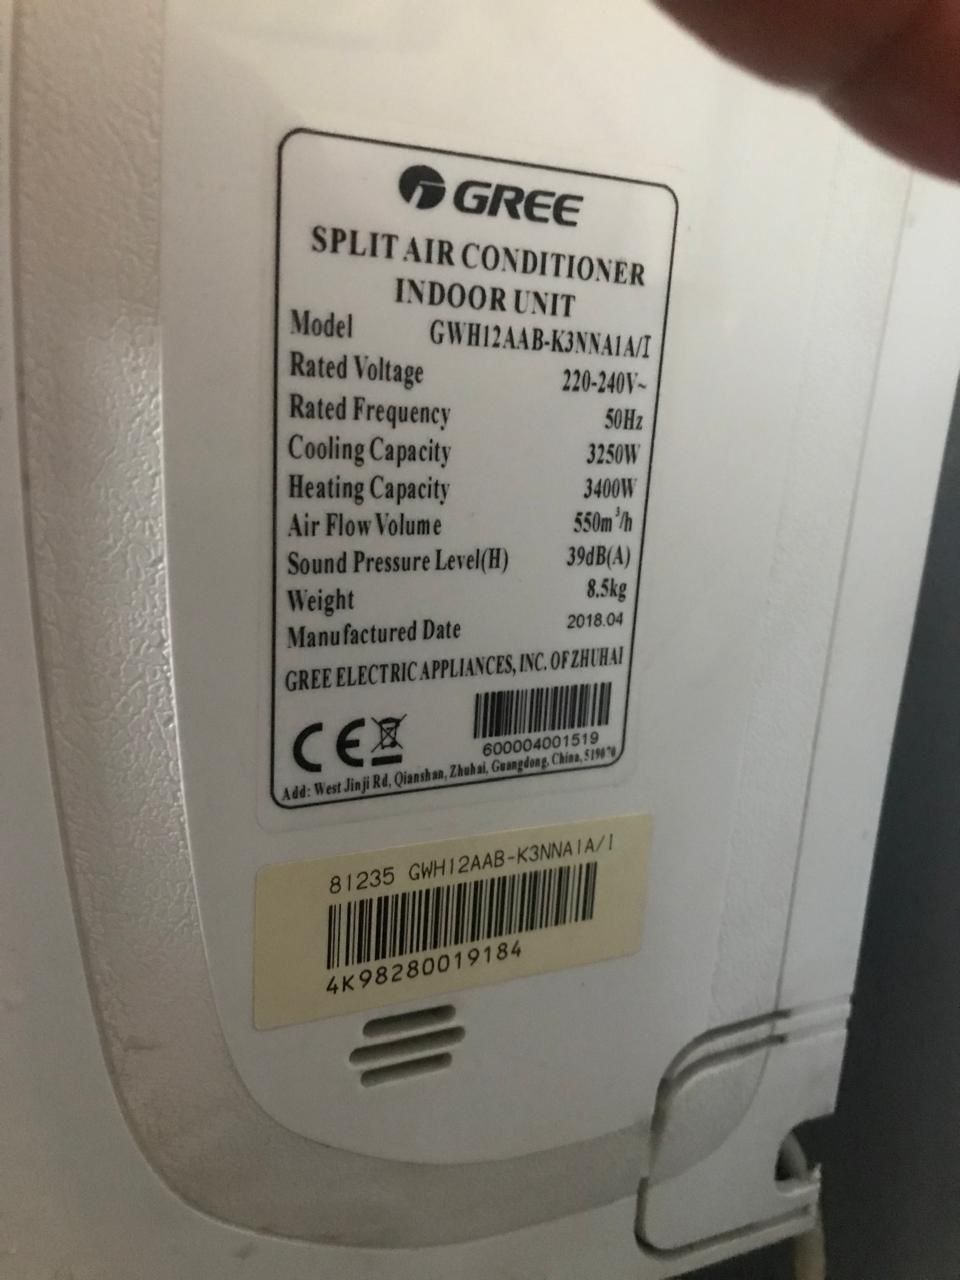 GREE
SPLIT AIR CONDITIONER
INDOOR UNIT
Model GWH12AAB-K3NNA1A/I
Rated Voltage 220-240V~
Rated Frequency 50Hz
Cooling Capacity 3250W
Heating Capacity 3400W
Air Flow Volume 550m³/h
Sound Pressure Level(H) 39dB(A)
Weight 8.5kg
Manufactured Date 2018.04
GREE ELECTRIC APPLIANCES, INC. OF ZHUHAI
CE
600004001519
Add: West Jinji Rd, Qianshan, Zhuhai, Guangdong, China, 519070
81235 GWH12AAB-K3NNA1A/I
4K98280019184